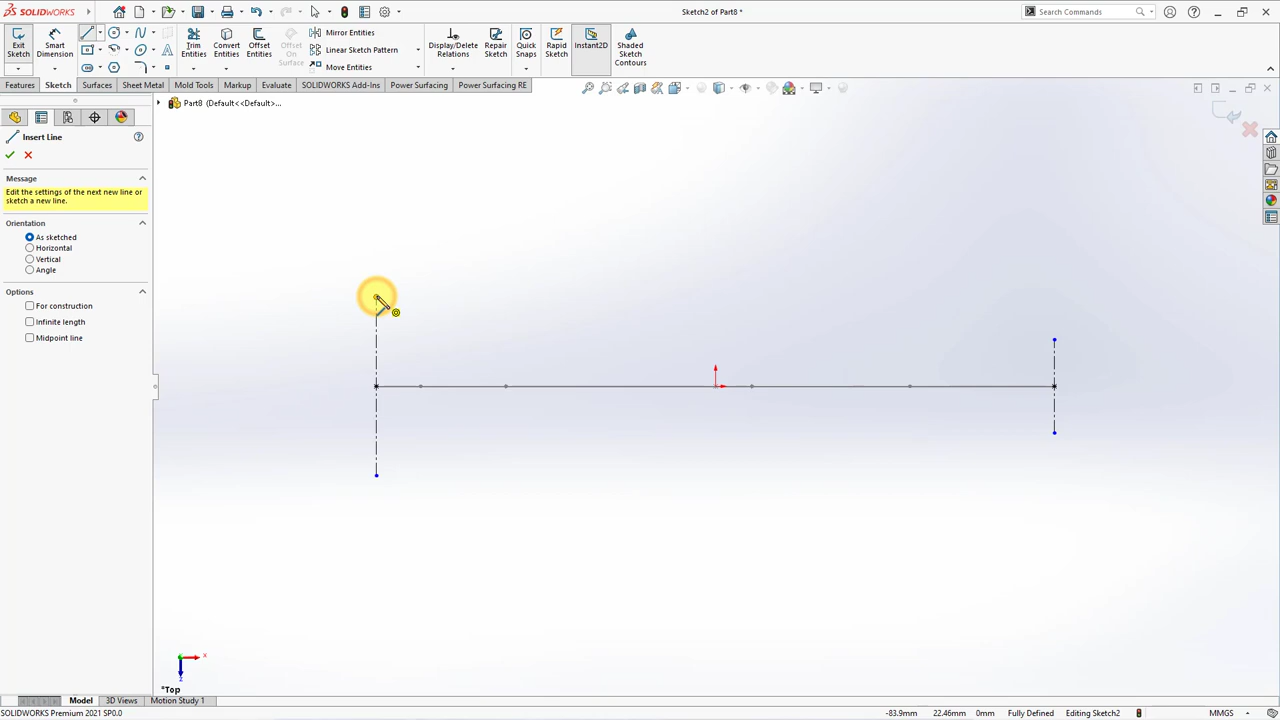 SOLIDWORKS
Sketch2 of Part8 *
Search Commands
Exit Sketch
Smart Dimension
Trim Entities
Convert Entities
Offset Entities
Offset On Surface
Mirror Entities
Linear Sketch Pattern
Move Entities
Display/Delete Relations
Repair Sketch
Quick Snaps
Rapid Sketch
Instant2D
Shaded Sketch Contours
Features
Sketch
Surfaces
Sheet Metal
Mold Tools
Markup
Evaluate
SOLIDWORKS Add-Ins
Power Surfacing
Power Surfacing RE
Part8 (Default<<Default>...
Insert Line
Message
Edit the settings of the next new line or
sketch a new line.
Orientation
As sketched
Horizontal
Vertical
Angle
Options
For construction
Infinite length
Midpoint line
x
*Top
Model
3D Views
Motion Study 1
SOLIDWORKS Premium 2021 SP0.0
-83.9mm
22.46mm
0mm
Fully Defined
Editing Sketch2
MMGS